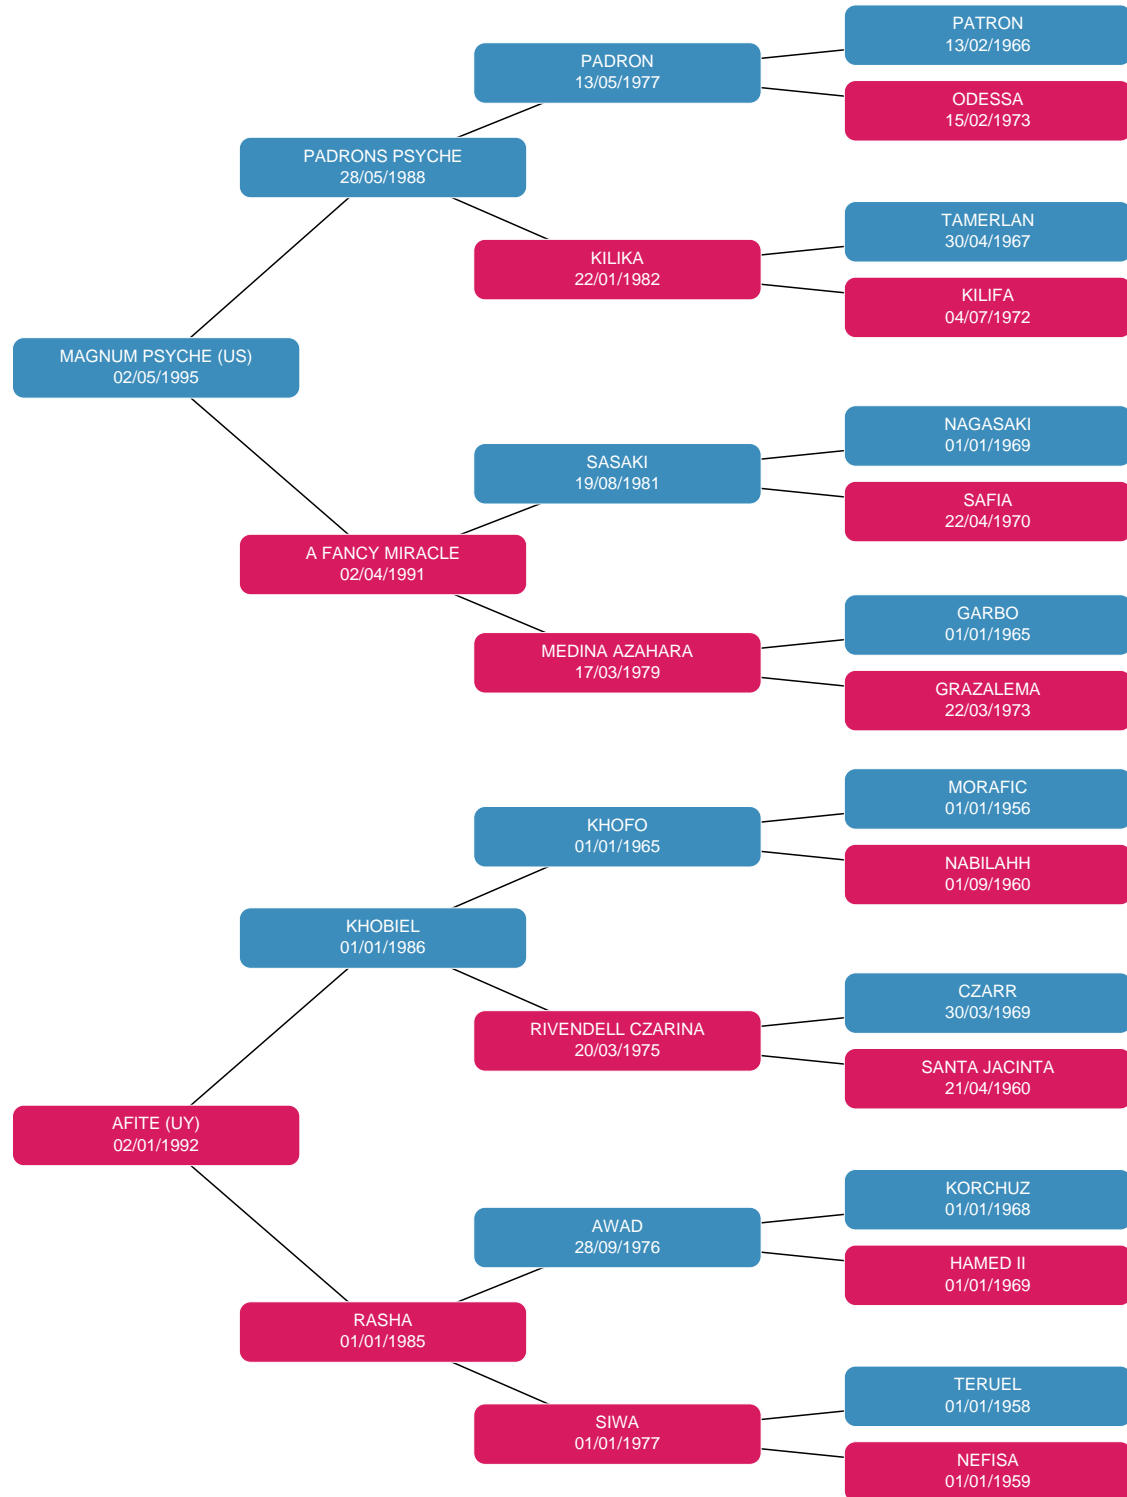 PATRON
13/02/1966
PADRON
13/05/1977
ODESSA
15/02/1973
PADRONS PSYCHE
28/05/1988
TAMERLAN
30/04/1967
KILIKA
22/01/1982
KILIFA
04/07/1972
MAGNUM PSYCHE (US)
02/05/1995
NAGASAKI
01/01/1969
SASAKI
19/08/1981
SAFIA
22/04/1970
A FANCY MIRACLE
02/04/1991
GARBO
01/01/1965
MEDINA AZAHARA
17/03/1979
GRAZALEMA
22/03/1973
MORAFIC
01/01/1956
KHOFO
01/01/1965
NABILAHH
01/09/1960
KHOBIEL
01/01/1986
CZARR
30/03/1969
RIVENDELL CZARINA
20/03/1975
SANTA JACINTA
21/04/1960
AFITE (UY)
02/01/1992
KORCHUZ
01/01/1968
AWAD
28/09/1976
HAMED II
01/01/1969
RASHA
01/01/1985
TERUEL
01/01/1958
SIWA
01/01/1977
NEFISA
01/01/1959